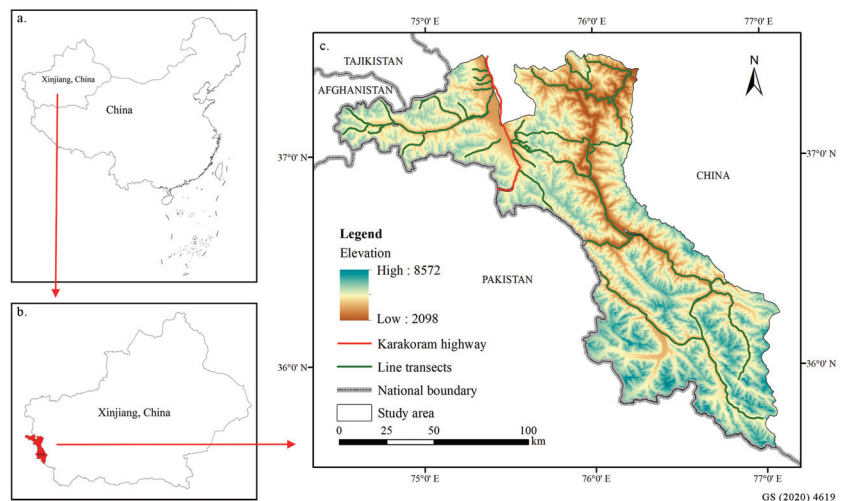 a.
Xinjiang, China
China
b.
Xinjiang, China
75°0′ E
76°0′ E
77°0′ E
c.
TAJIKISTAN
AFGHANISTAN
N
37°0′ N
37°0′ N
CHINA
PAKISTAN
Legend
Elevation
High : 8572
Low : 2098
Karakoram highway
Line transects
National boundary
Study area
0 25 50 100
km
36°0′ N
36°0′ N
75°0′ E
76°0′ E
77°0′ E
GS (2020) 4619